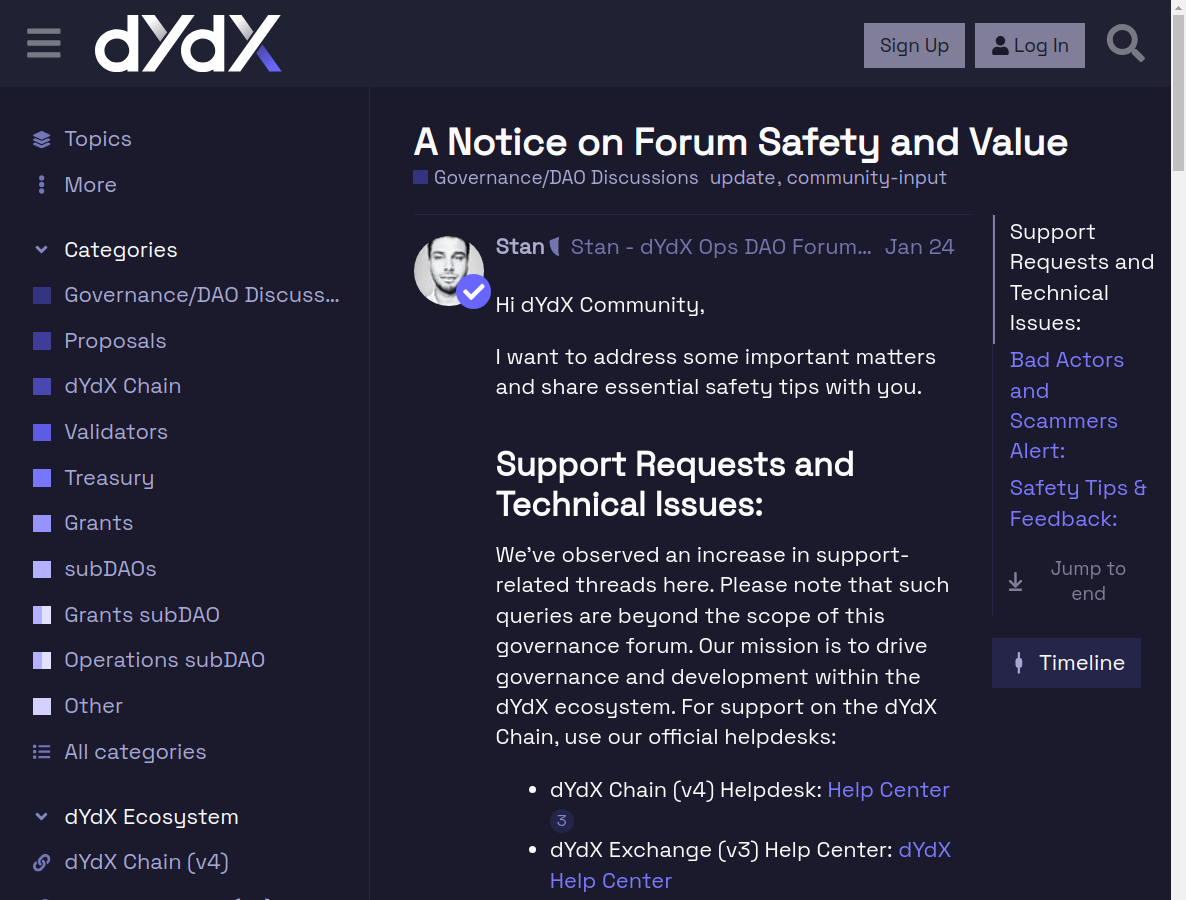 dYdX
Sign Up
Log In
Topics
More
Categories
Governance/DAO Discuss...
Proposals
dYdX Chain
Validators
Treasury
Grants
subDAOs
Grants subDAO
Operations subDAO
Other
All categories
dYdX Ecosystem
dYdX Chain (v4)
A Notice on Forum Safety and Value
Governance/DAO Discussions update, community-input
Stan Stan - dYdX Ops DAO Forum... Jan 24
Hi dYdX Community,
I want to address some important matters
and share essential safety tips with you.
Support Requests and
Technical Issues:
We’ve observed an increase in support-
related threads here. Please note that such
queries are beyond the scope of this
governance forum. Our mission is to drive
governance and development within the
dYdX ecosystem. For support on the dYdX
Chain, use our official helpdesks:
dYdX Chain (v4) Helpdesk: Help Center
3
dYdX Exchange (v3) Help Center: dYdX
Help Center
Support
Requests and
Technical
Issues:
Bad Actors
and
Scammers
Alert:
Safety Tips &
Feedback:
Jump to
end
Timeline